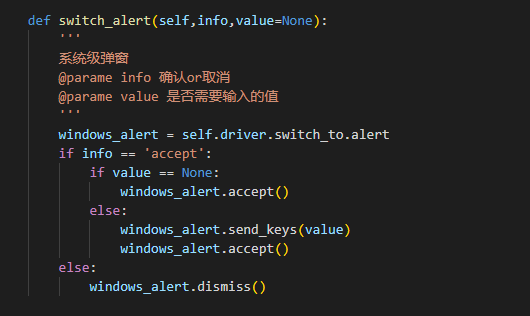 def switch_alert(self,info,value=None):
    '''
    系统级弹窗
    @parame info 确认or取消
    @parame value 是否需要输入的值
    '''
    windows_alert = self.driver.switch_to.alert
    if info == 'accept':
        if value == None:
            windows_alert.accept()
        else:
            windows_alert.send_keys(value)
            windows_alert.accept()
    else:
        windows_alert.dismiss()